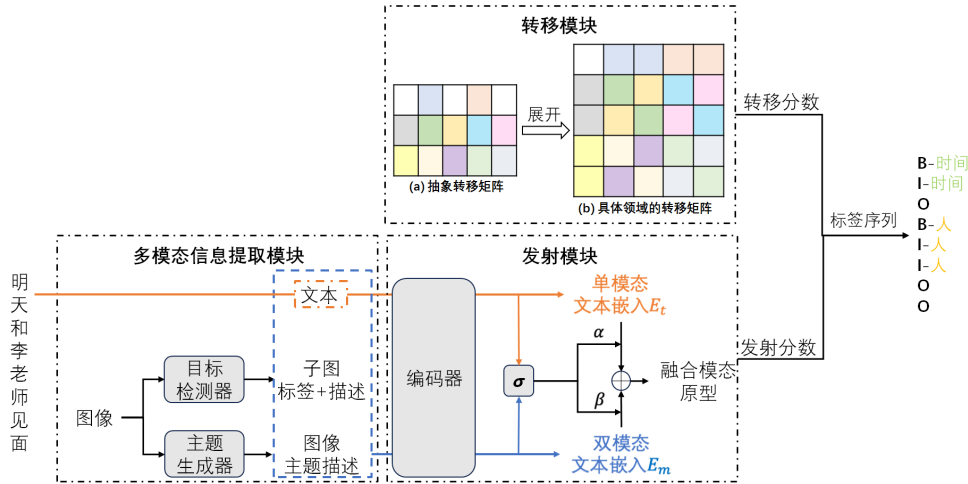 转移模块
展开
(a) 抽象转移矩阵
(b) 具体领域的转移矩阵
转移分数
B-时间
I-时间
O
B-人
I-人
I-人
O
O
标签序列
多模态信息提取模块
发射模块
明
天
和
李
老
师
见
面
文本
单模态
文本嵌入E_t
目标
检测器
子图
标签+描述
编码器
σ
α
β
融合模态
原型
发射分数
图像
主题
生成器
图像
主题描述
双模态
文本嵌入E_m